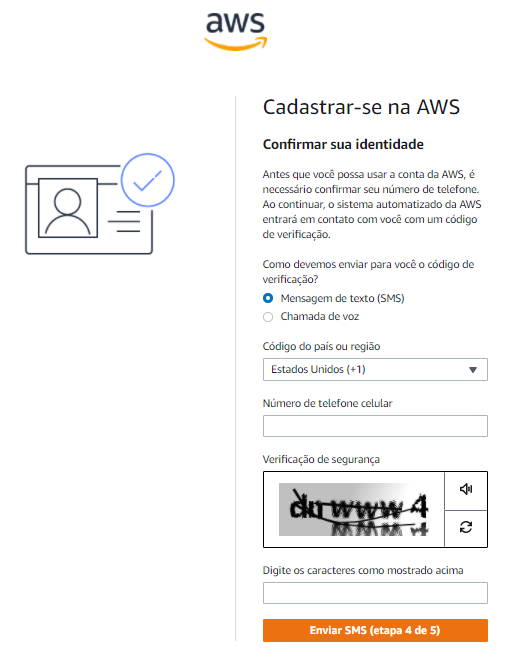 aws
Cadastrar-se na AWS
Confirmar sua identidade
Antes que você possa usar a conta da AWS, é
necessário confirmar seu número de telefone.
Ao continuar, o sistema automatizado da AWS
entrará em contato com você com um código
de verificação.
Como devemos enviar para você o código de
verificação?
Mensagem de texto (SMS)
Chamada de voz
Código do país ou região
Estados Unidos (+1)
Número de telefone celular
Verificação de segurança
Digite os caracteres como mostrado acima
Enviar SMS (etapa 4 de 5)